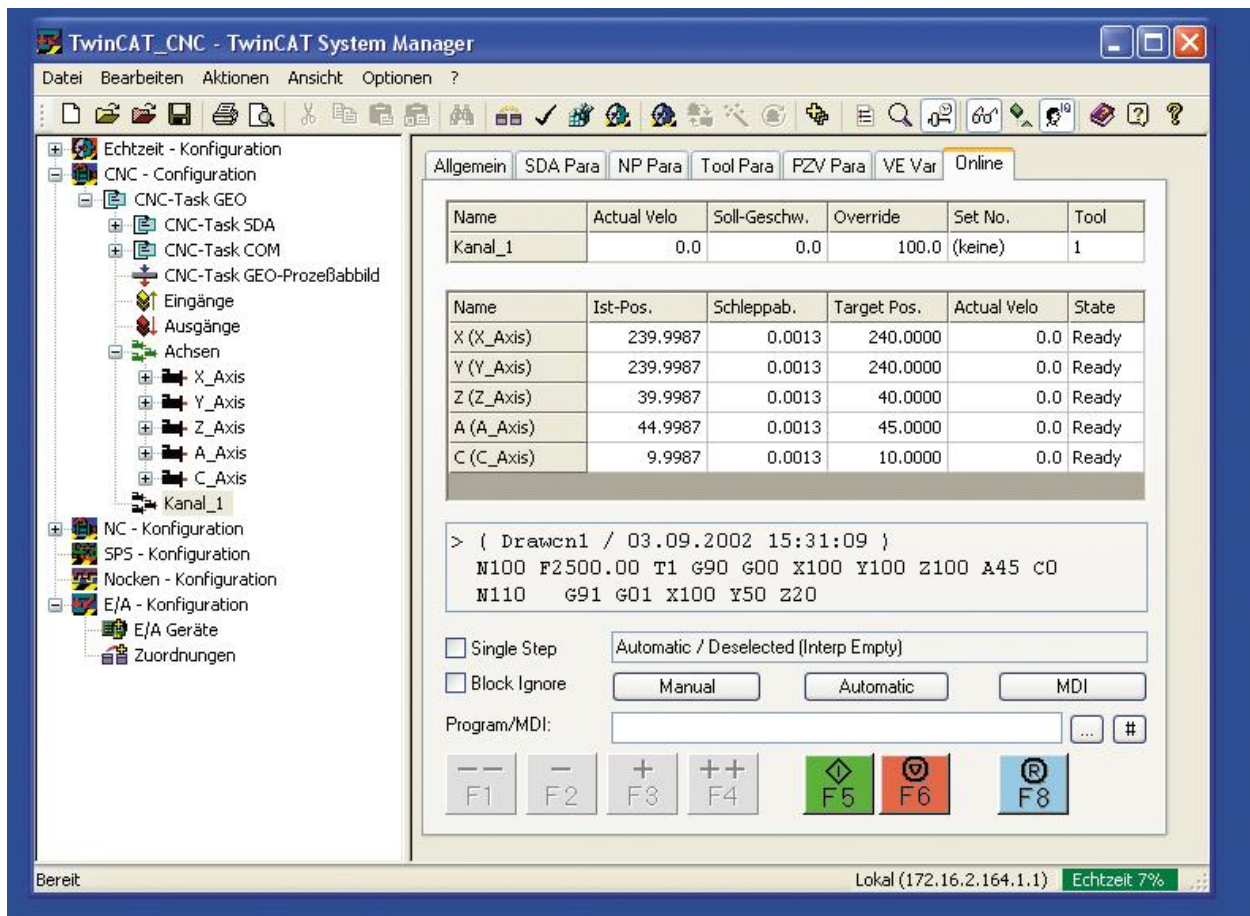 TwinCAT_CNC - TwinCAT System Manager
Datei Bearbeiten Aktionen Ansicht Optionen ?
Echtzeit - Konfiguration
CNC - Configuration
CNC-Task GEO
CNC-Task SDA
CNC-Task COM
CNC-Task GEO-Prozeßabbild
Eingänge
Ausgänge
Achsen
X_Axis
Y_Axis
Z_Axis
A_Axis
C_Axis
Kanal_1
NC - Konfiguration
SPS - Konfiguration
Nocken - Konfiguration
E/A - Konfiguration
E/A Geräte
Zuordnungen
Allgemein SDA Para NP Para Tool Para PZV Para VE Var Online
Name Actual Velo Soll-Geschw. Override Set No. Tool
Kanal_1 0.0 0.0 100.0 (keine) 1
Name Ist-Pos. Schleppab. Target Pos. Actual Velo State
X (X_Axis) 239.9987 0.0013 240.0000 0.0 Ready
Y (Y_Axis) 239.9987 0.0013 240.0000 0.0 Ready
Z (Z_Axis) 39.9987 0.0013 40.0000 0.0 Ready
A (A_Axis) 44.9987 0.0013 45.0000 0.0 Ready
C (C_Axis) 9.9987 0.0013 10.0000 0.0 Ready
> ( Drawcn1 / 03.09.2002 15:31:09 )
N100 F2500.00 T1 G90 G00 X100 Y100 Z100 A45 C0
N110 G91 G01 X100 Y50 Z20
Single Step Automatic / Deselected (Interp Empty)
Block Ignore Manual Automatic MDI
Program/MDI: ... #
-- - + ++ R
F1 F2 F3 F4 F5 F6 F8
Bereit Lokal (172.16.2.164.1.1) Echtzeit 7%